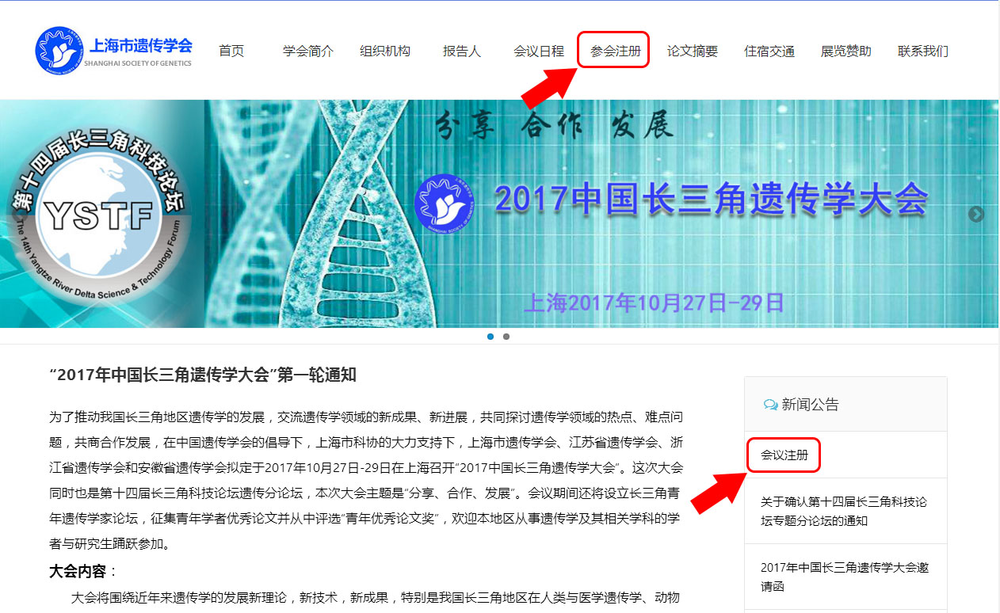 上海市遗传学会
SHANGHAI SOCIETY OF GENETICS
首页 学会简介 组织机构 报告人 会议日程 参会注册 论文摘要 住宿交通 展览赞助 联系我们
分享 合作 发展
第十四届长三角科技论坛
YSTF
The 14th Yangtze River Delta Science & Technology Forum
2017中国长三角遗传学大会
上海2017年10月27日-29日
“2017年中国长三角遗传学大会”第一轮通知
为了推动我国长三角地区遗传学的发展，交流遗传学领域的新成果、新进展，共同探讨遗传学领域的热点、难点问
题，共商合作发展，在中国遗传学会的倡导下，上海市科协的大力支持下，上海市遗传学会、江苏省遗传学会、浙
江省遗传学会和安徽省遗传学会拟定于2017年10月27日-29日在上海召开“2017中国长三角遗传学大会”。这次大会
同时也是第十四届长三角科技论坛遗传分论坛，本次大会主题是“分享、合作、发展”。会议期间还将设立长三角青
年遗传学家论坛，征集青年学者优秀论文并从中评选“青年优秀论文奖”，欢迎本地区从事遗传学及其相关学科的学
者与研究生踊跃参加。
大会内容：
大会将围绕近年来遗传学的发展新理论，新技术，新成果，特别是我国长三角地区在人类与医学遗传学、动物
新闻公告
会议注册
关于确认第十四届长三角科技论
坛专题分论坛的通知
2017年中国长三角遗传学大会邀
请函